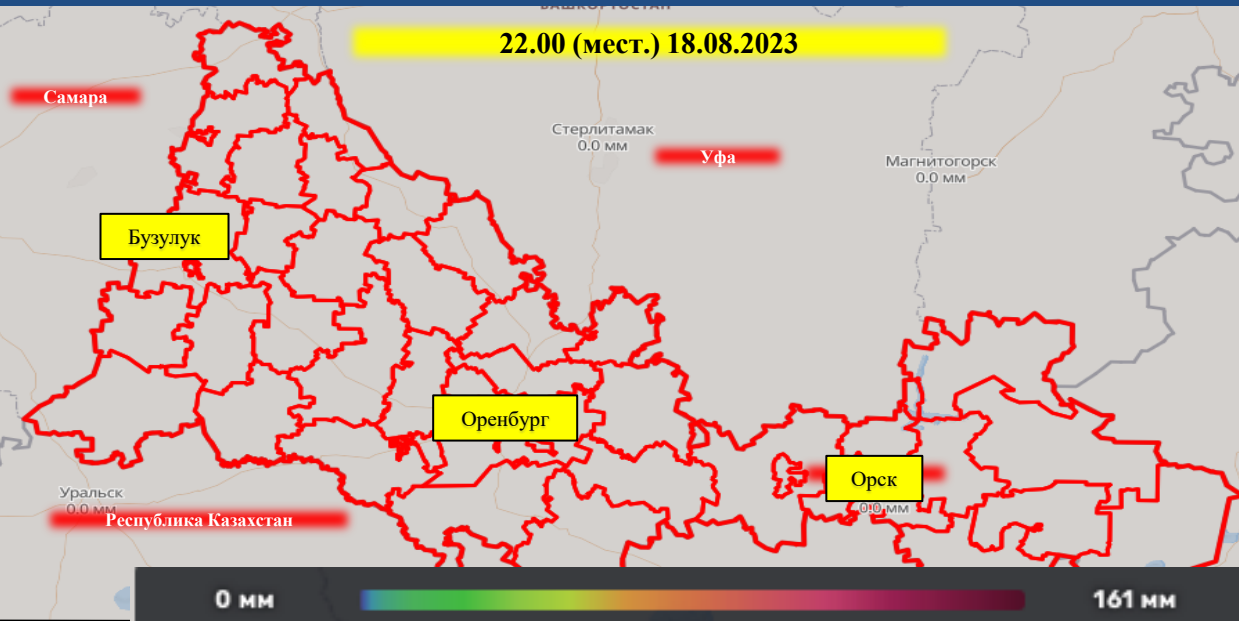 БАШКОРТОСТАН
22.00 (мест.) 18.08.2023
Самара
Стерлитамак
0.0 мм
Уфа
Магнитогорск
0.0 мм
Бузулук
Оренбург
Орск
0.0 мм
Уральск
0.0 мм
Республика Казахстан
0 мм
161 мм